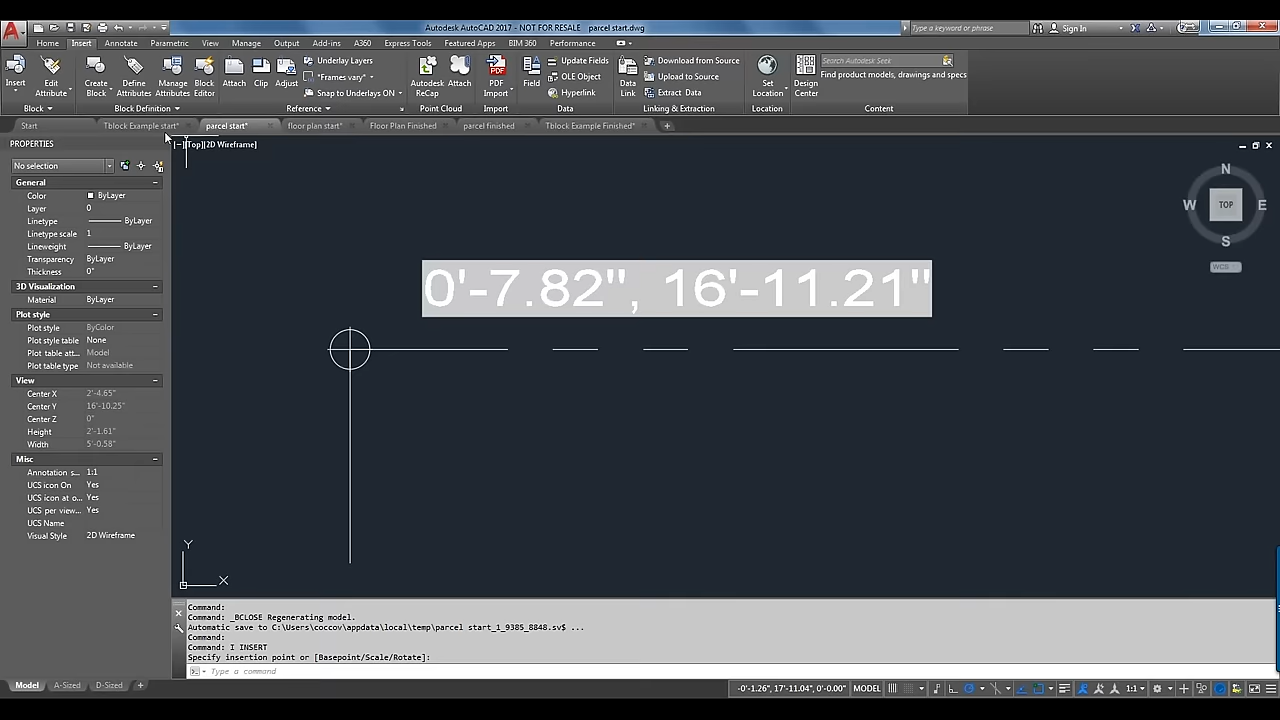 Autodesk AutoCAD 2017 - NOT FOR RESALE parcel start.dwg
Type a keyword or phrase
Sign In
Home Insert Annotate Parametric View Manage Output Add-ins A360 Express Tools Featured Apps BIM 360 Performance
Insert
Edit Attribute
Create Block
Define Attributes
Manage Attributes
Block Editor
Attach
Clip
Adjust
Underlay Layers
*Frames vary*
Snap to Underlays ON
Autodesk ReCap
Attach
PDF Import
Field
Update Fields
OLE Object
Hyperlink
Data Link
Download from Source
Upload to Source
Extract Data
Set Location
Design Center
Search Autodesk Seek
Find product models, drawings and specs
Block Block Definition Reference Point Cloud Import Data Linking & Extraction Location Content
Start Tblock Example start* parcel start* floor plan start* Floor Plan Finished parcel finished Tblock Example Finished*
PROPERTIES
[−][Top][2D Wireframe]
No selection
General
Color ByLayer
Layer 0
Linetype ByLayer
Linetype scale 1
Lineweight ByLayer
Transparency ByLayer
Thickness 0"
3D Visualization
Material ByLayer
Plot style
Plot style ByColor
Plot style table None
Plot table att... Model
Plot table type Not available
View
Center X 2'-4.65"
Center Y 16'-10.25"
Center Z 0"
Height 2'-1.61"
Width 5'-0.58"
Misc
Annotation s... 1:1
UCS icon On Yes
UCS icon at o... Yes
UCS per view... Yes
UCS Name
Visual Style 2D Wireframe
0'-7.82", 16'-11.21"
N
W TOP E
S
WCS
Y
X
Command:
Command: _BCLOSE Regenerating model.
Automatic save to C:\Users\coccov\appdata\local\temp\parcel start_1_9385_8848.sv$ ...
Command:
Command: I INSERT
Specify insertion point or [Basepoint/Scale/Rotate]:
Type a command
Model A-Sized D-Sized
-0'-1.26", 17'-11.04", 0'-0.00" MODEL 1:1